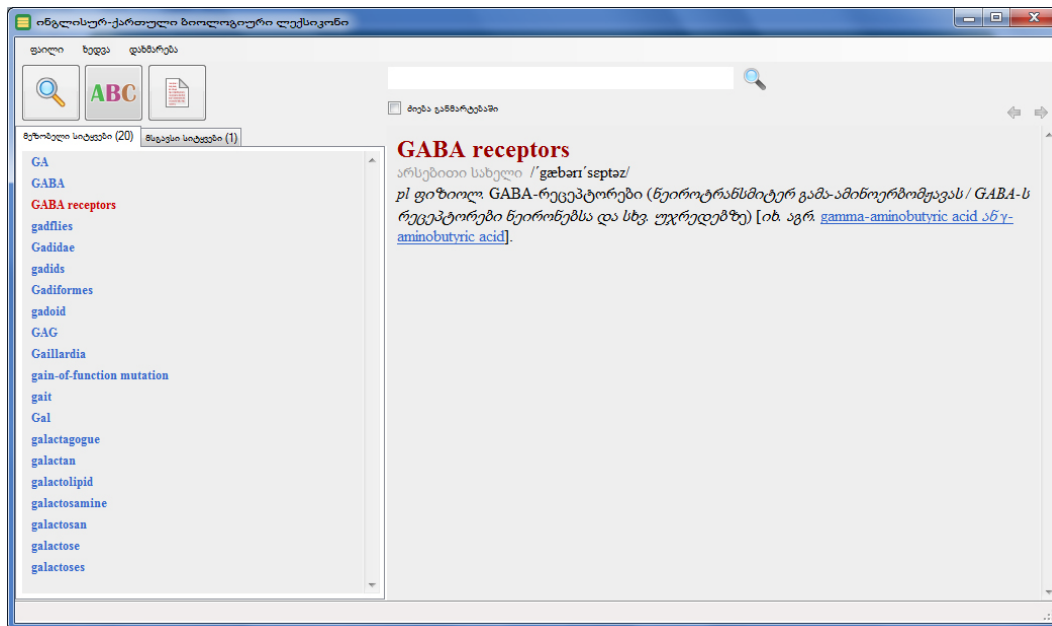 ინგლისურ-ქართული ბიოლოგიური ლექსიკონი
ფაილი ხედვა დახმარება
ABC
ძიება განმარტებაში
მეზობელი სიტყვები (20) მსგავსი სიტყვები (1)
GA
GABA
GABA receptors
gadflies
Gadidae
gadids
Gadiformes
gadoid
GAG
Gaillardia
gain-of-function mutation
gait
Gal
galactagogue
galactan
galactolipid
galactosamine
galactosan
galactose
galactoses
GABA receptors
არსებითი სახელი /ˊgæbərɪˊsɛptəz/
pl ფიზიოლ. GABA-რეცეპტორები (ნეიროტრანსმიტერ გამა-ამინოერბომჟავას / GABA-ს
რეცეპტორები ნეირონებსა და სხვ. უჯრედებზე) [იხ. აგრ. gamma-aminobutyric acid ან γ-
aminobutyric acid].